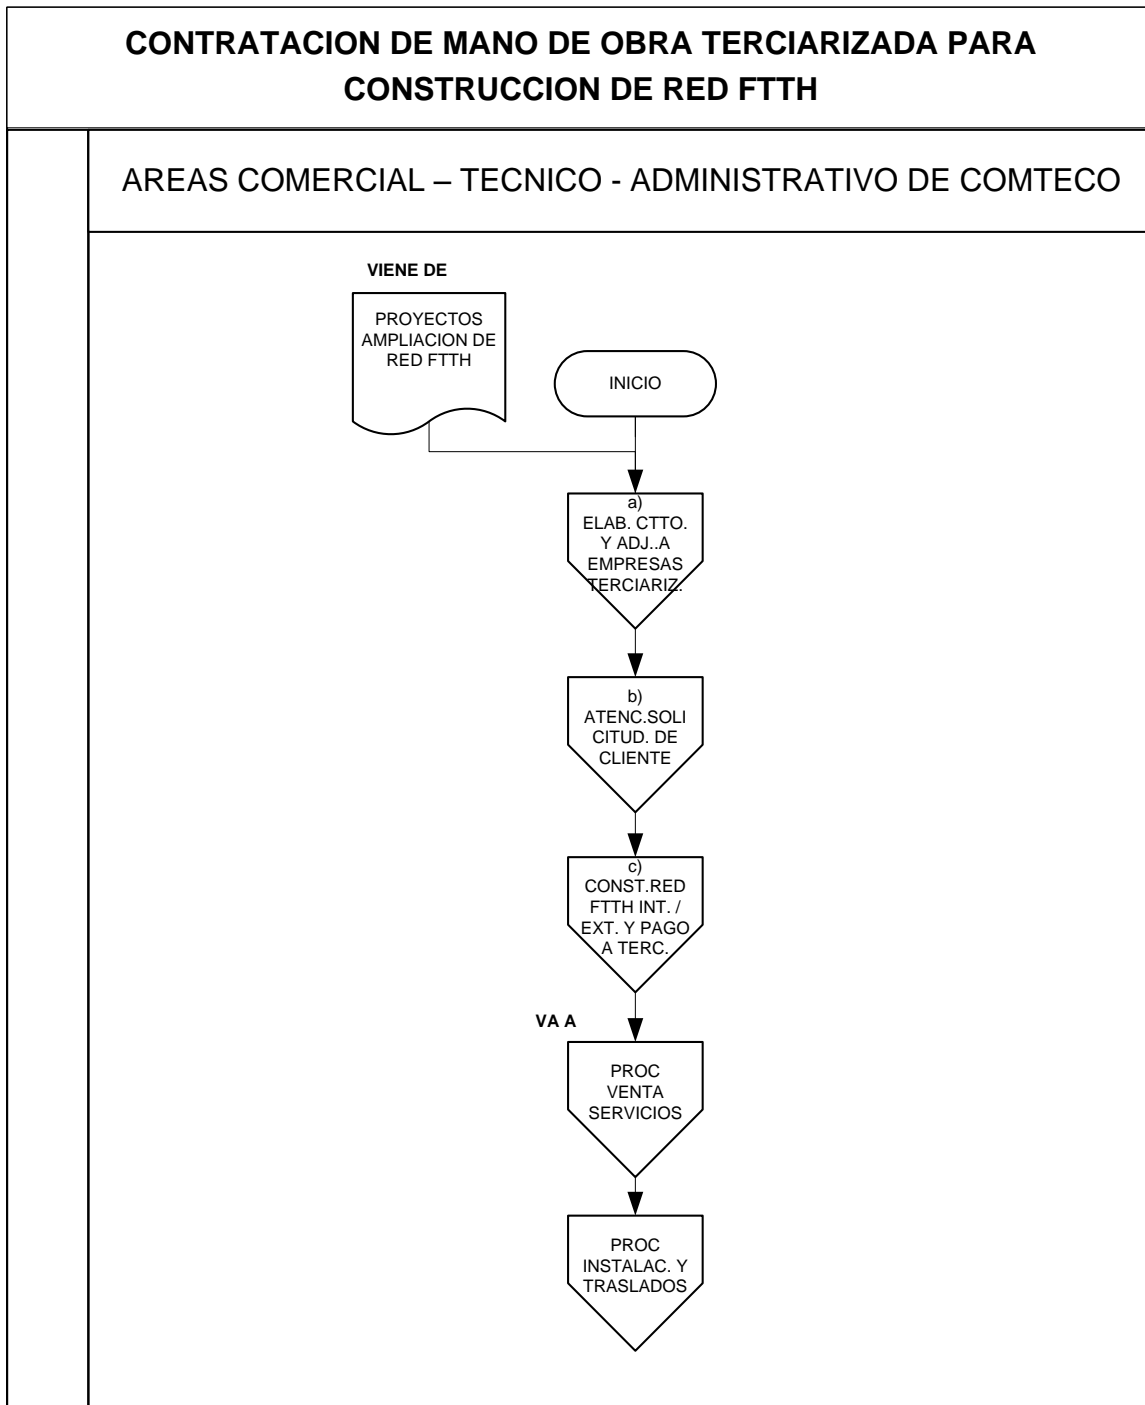 CONTRATACION DE MANO DE OBRA TERCIARIZADA PARA
CONSTRUCCION DE RED FTTH
AREAS COMERCIAL – TECNICO - ADMINISTRATIVO DE COMTECO
VIENE DE
PROYECTOS
AMPLIACION DE
RED FTTH
INICIO
a)
ELAB. CTTO.
Y ADJ..A
EMPRESAS
TERCIARIZ.
b)
ATENC.SOLI
CITUD. DE
CLIENTE
c)
CONST.RED
FTTH INT. /
EXT. Y PAGO
A TERC.
VA A
PROC
VENTA
SERVICIOS
PROC
INSTALAC. Y
TRASLADOS